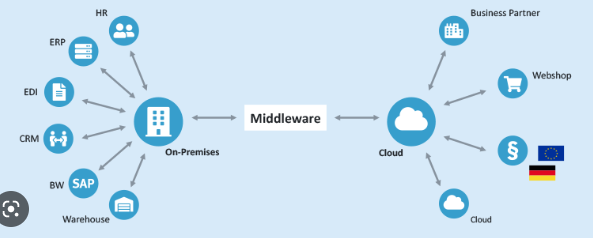 HR
ERP
EDI
CRM
BW
SAP
Warehouse
On-Premises
Middleware
Cloud
Business Partner
Webshop
§
Cloud